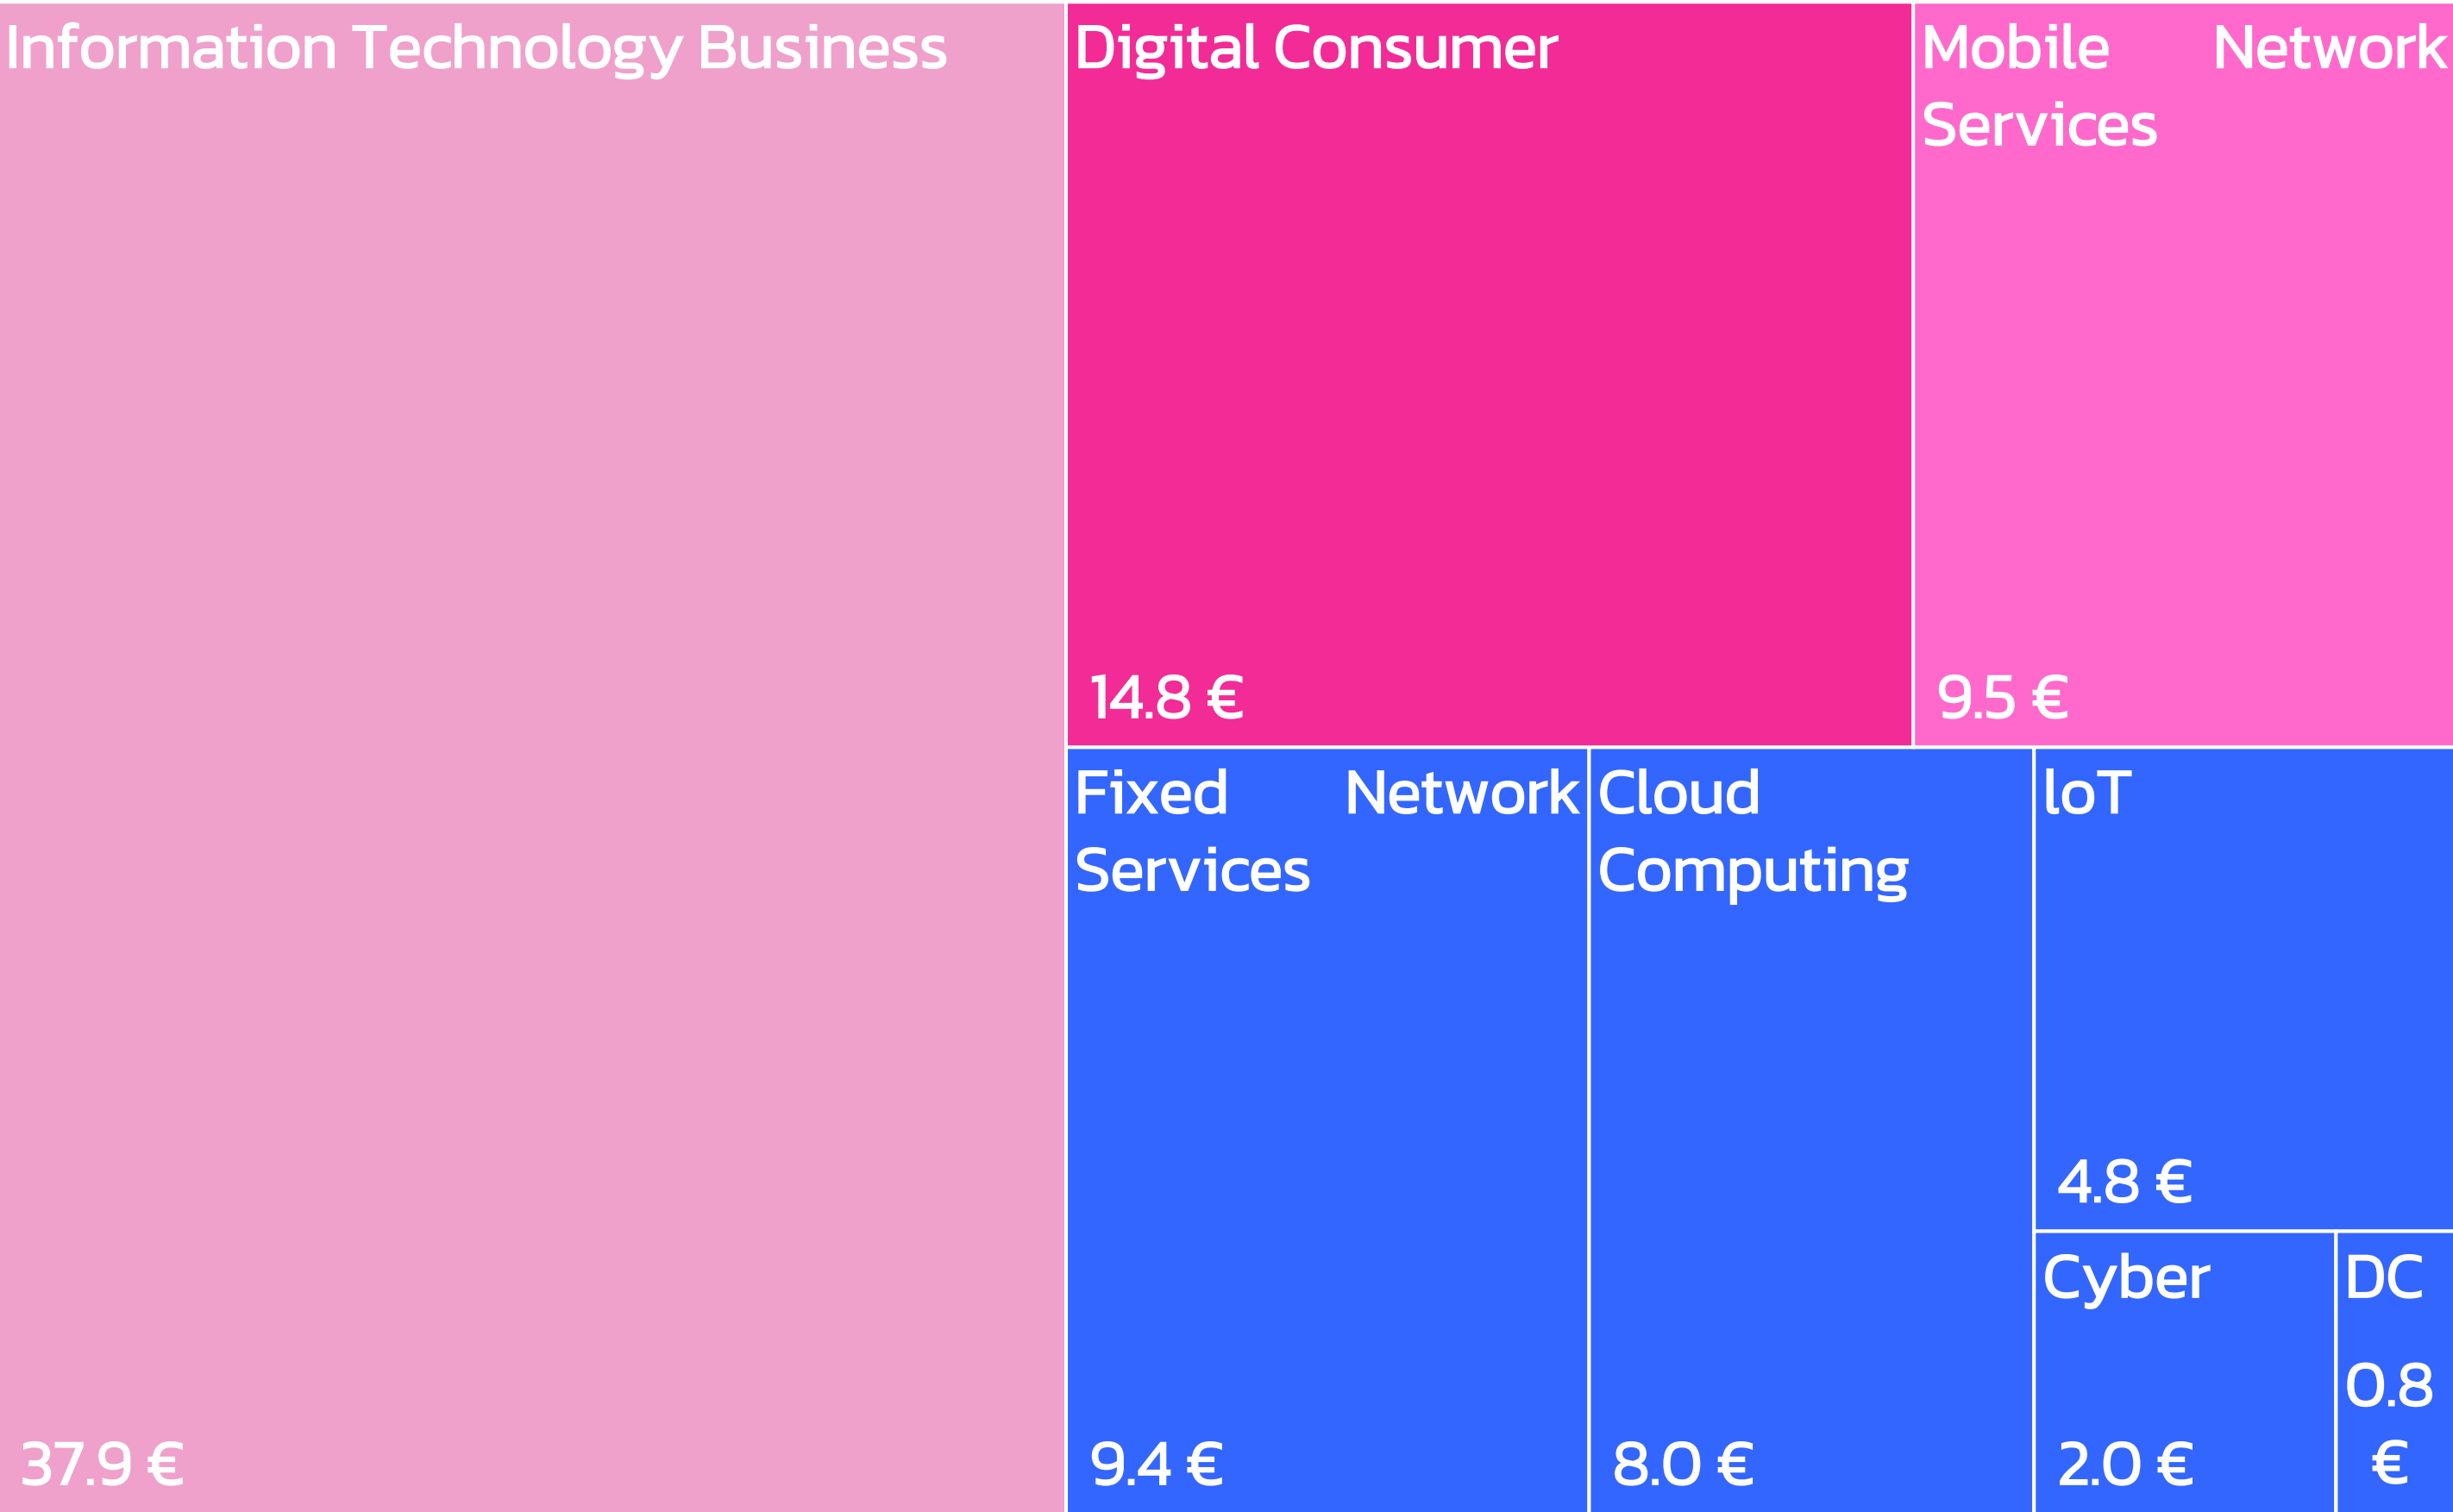 Information Technology Business
37.9 €
Digital Consumer
14.8 €
Mobile Network
Services
9.5 €
Fixed Network
Services
9.4 €
Cloud
Computing
8.0 €
IoT
4.8 €
Cyber
2.0 €
DC
0.8
€